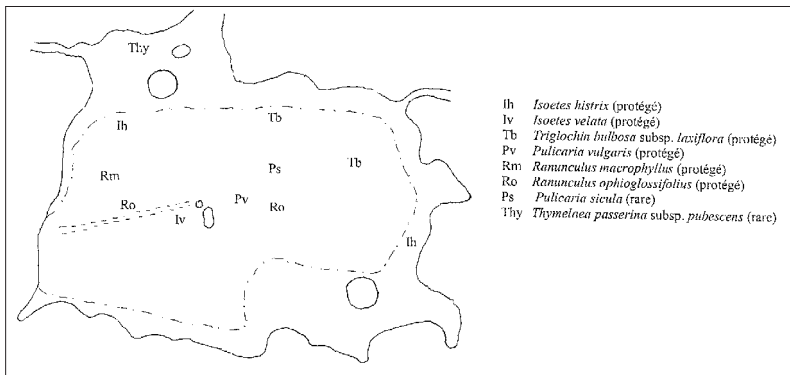 Thy
Ih
Tb
Rm
Ps
Tb
Ro
Pv
Ro
Iv
Ih
Ih Isoetes histrix (protégé)
Iv Isoetes velata (protégé)
Tb Triglochin bulbosa subsp. laxiflora (protégé)
Pv Pulicaria vulgaris (protégé)
Rm Ranunculus macrophyllus (protégé)
Ro Ranunculus ophioglossifolius (protégé)
Ps Pulicaria sicula (rare)
Thy Thymelaea passerina subsp. pubescens (rare)